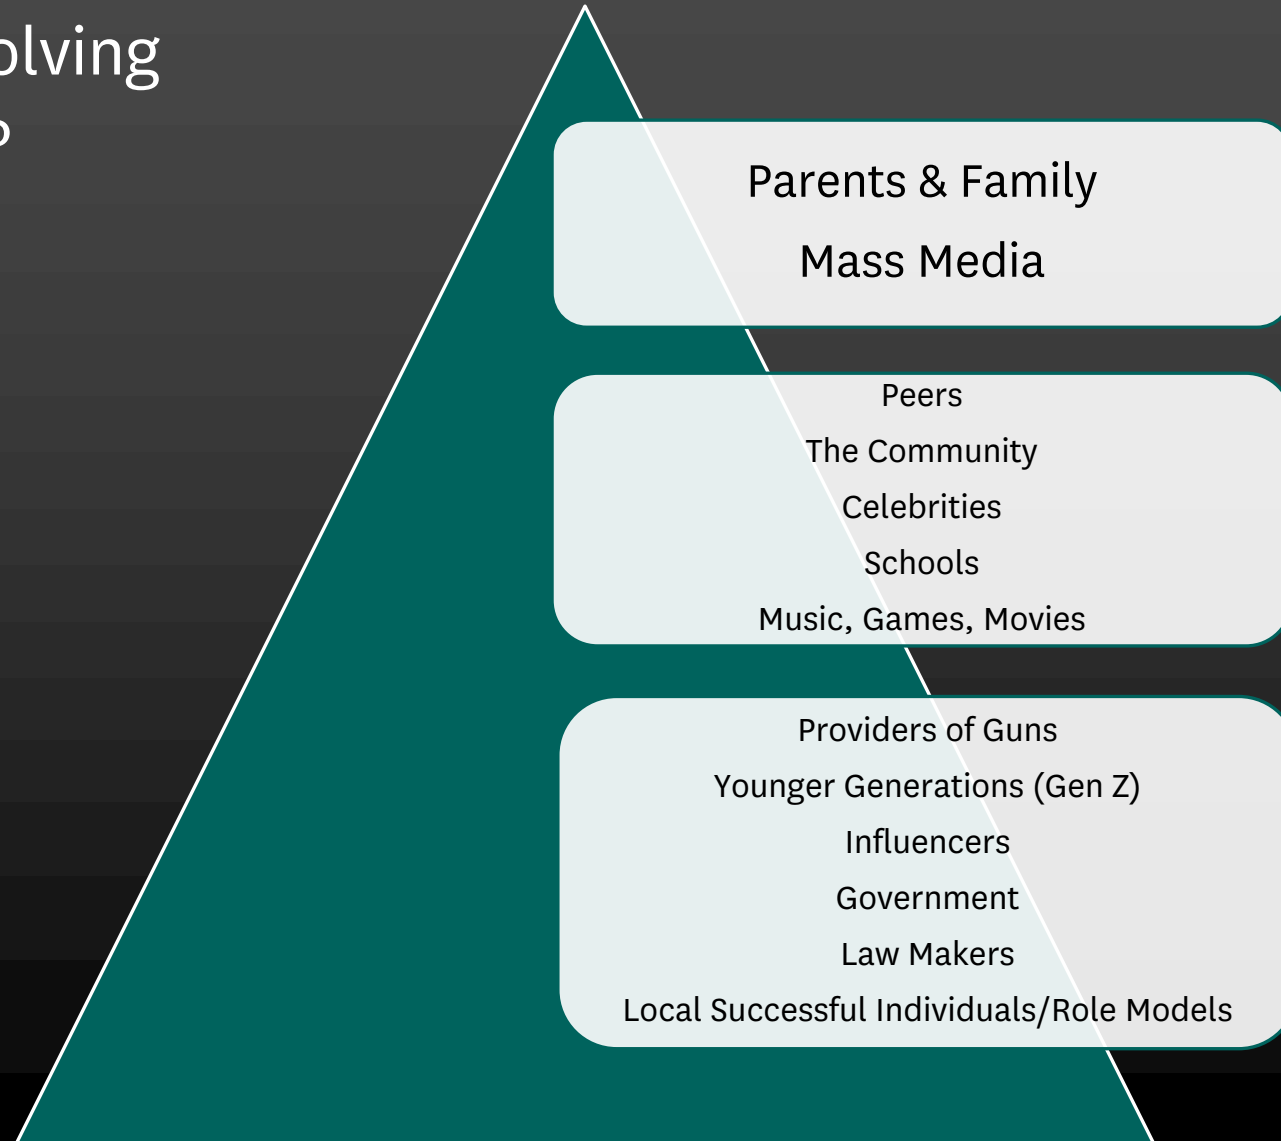 olving
?
Parents & Family
Mass Media
Peers
The Community
Celebrities
Schools
Music, Games, Movies
Providers of Guns
Younger Generations (Gen Z)
Influencers
Government
Law Makers
Local Successful Individuals/Role Models